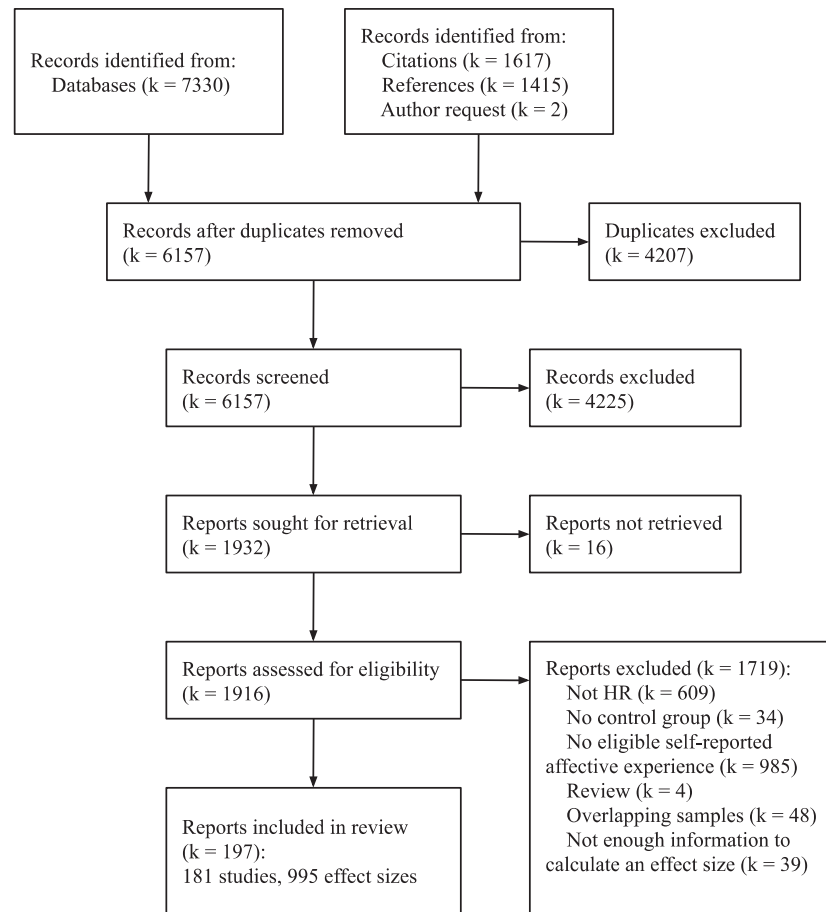 Records identified from:
Databases (k = 7330)
Records identified from:
Citations (k = 1617)
References (k = 1415)
Author request (k = 2)
Records after duplicates removed
(k = 6157)
Duplicates excluded
(k = 4207)
Records screened
(k = 6157)
Records excluded
(k = 4225)
Reports sought for retrieval
(k = 1932)
Reports not retrieved
(k = 16)
Reports assessed for eligibility
(k = 1916)
Reports excluded (k = 1719):
Not HR (k = 609)
No control group (k = 34)
No eligible self-reported
affective experience (k = 985)
Review (k = 4)
Overlapping samples (k = 48)
Not enough information to
calculate an effect size (k = 39)
Reports included in review
(k = 197):
181 studies, 995 effect sizes